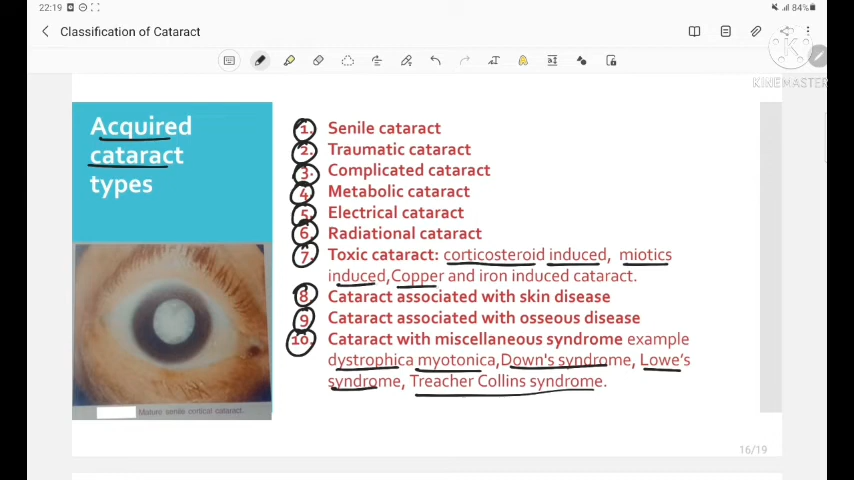 22:19
84%
Classification of Cataract
K
KINEMASTER
Acquired
cataract
types
1. Senile cataract
2. Traumatic cataract
3. Complicated cataract
4. Metabolic cataract
5. Electrical cataract
6. Radiational cataract
7. Toxic cataract: corticosteroid induced, miotics
induced,Copper and iron induced cataract.
8 Cataract associated with skin disease
9 Cataract associated with osseous disease
10. Cataract with miscellaneous syndrome example
dystrophica myotonica,Down's syndrome, Lowe's
syndrome, Treacher Collins syndrome.
Mature senile cortical cataract.
16/19